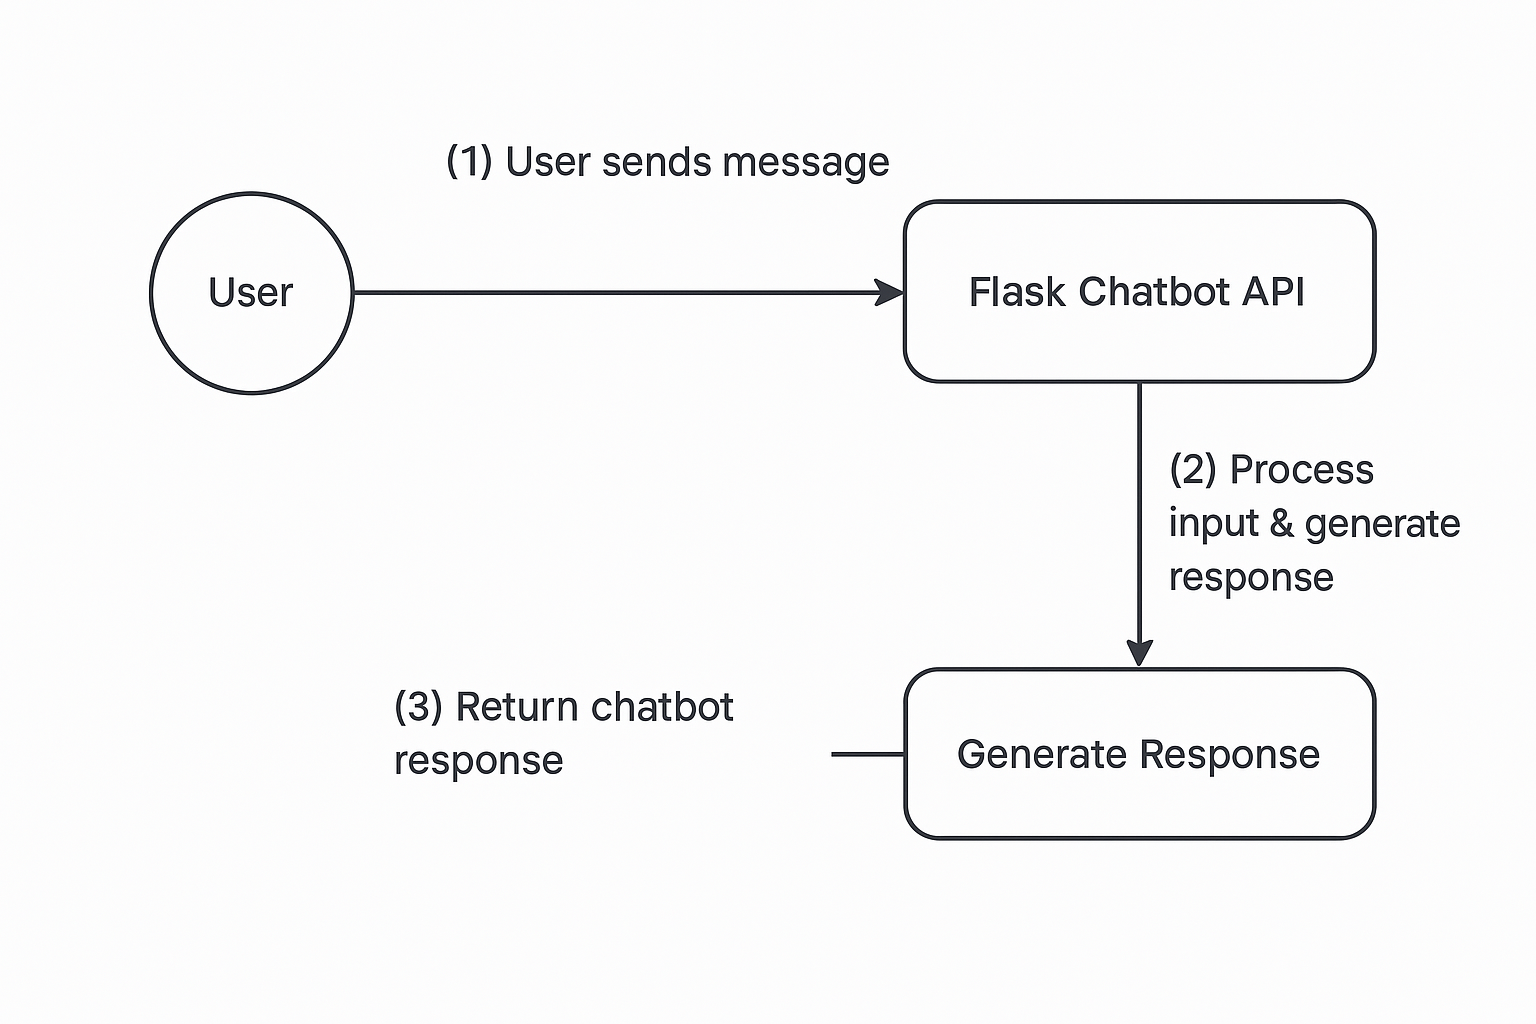 (1) User sends message
User
Flask Chatbot API
(2) Process
input & generate
response
(3) Return chatbot
response
Generate Response